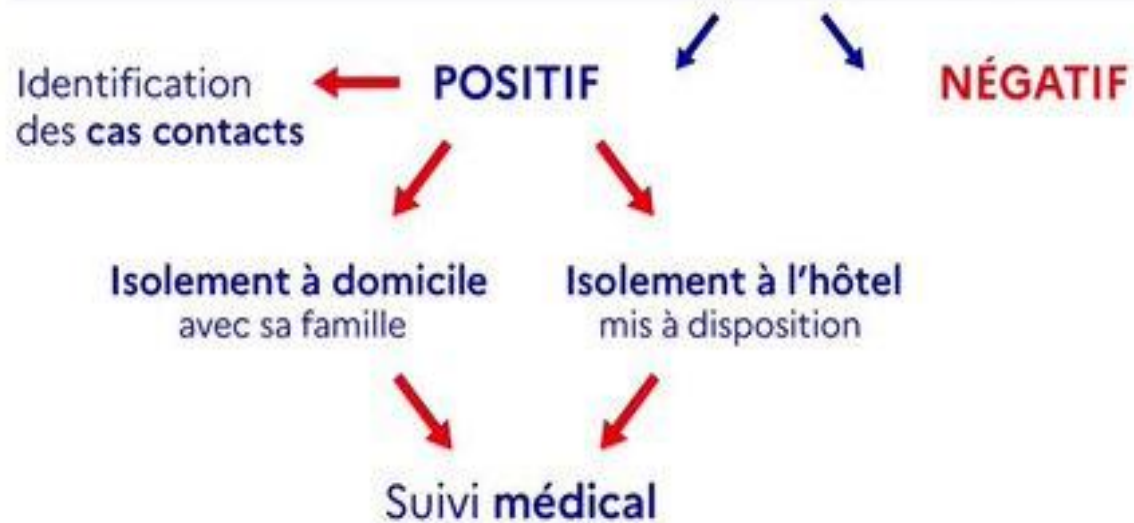 POSITIF
NÉGATIF
Identification
des cas contacts
Isolement à domicile
avec sa famille
Isolement à l'hôtel
mis à disposition
Suivi médical